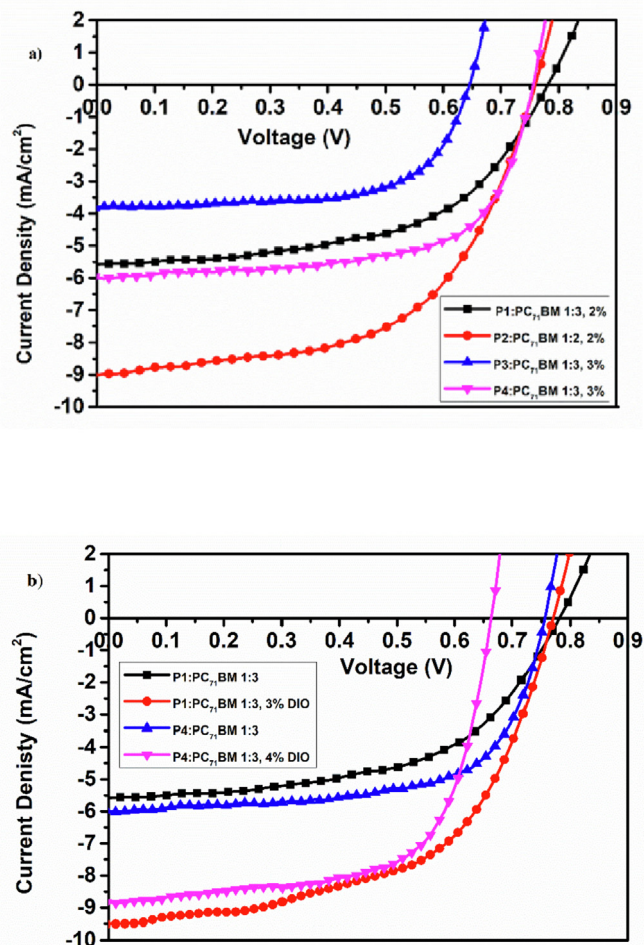 a)
2
1
0
-1
-2
-3
-4
-5
-6
-7
-8
-9
-10
0.0 0.1 0.2 0.3 0.4 0.5 0.6 0.7 0.8 0.9
Voltage (V)
Current Density (mA/cm²)
P1:PC₇₁BM 1:3, 2%
P2:PC₇₁BM 1:2, 2%
P3:PC₇₁BM 1:3, 3%
P4:PC₇₁BM 1:3, 3%
b)
2
1
0
-1
-2
-3
-4
-5
-6
-7
-8
-9
-10
0.0 0.1 0.2 0.3 0.4 0.5 0.6 0.7 0.8 0.9
Voltage (V)
Current Denisty (mA/cm²)
P1:PC₇₁BM 1:3
P1:PC₇₁BM 1:3, 3% DIO
P4:PC₇₁BM 1:3
P4:PC₇₁BM 1:3, 4% DIO